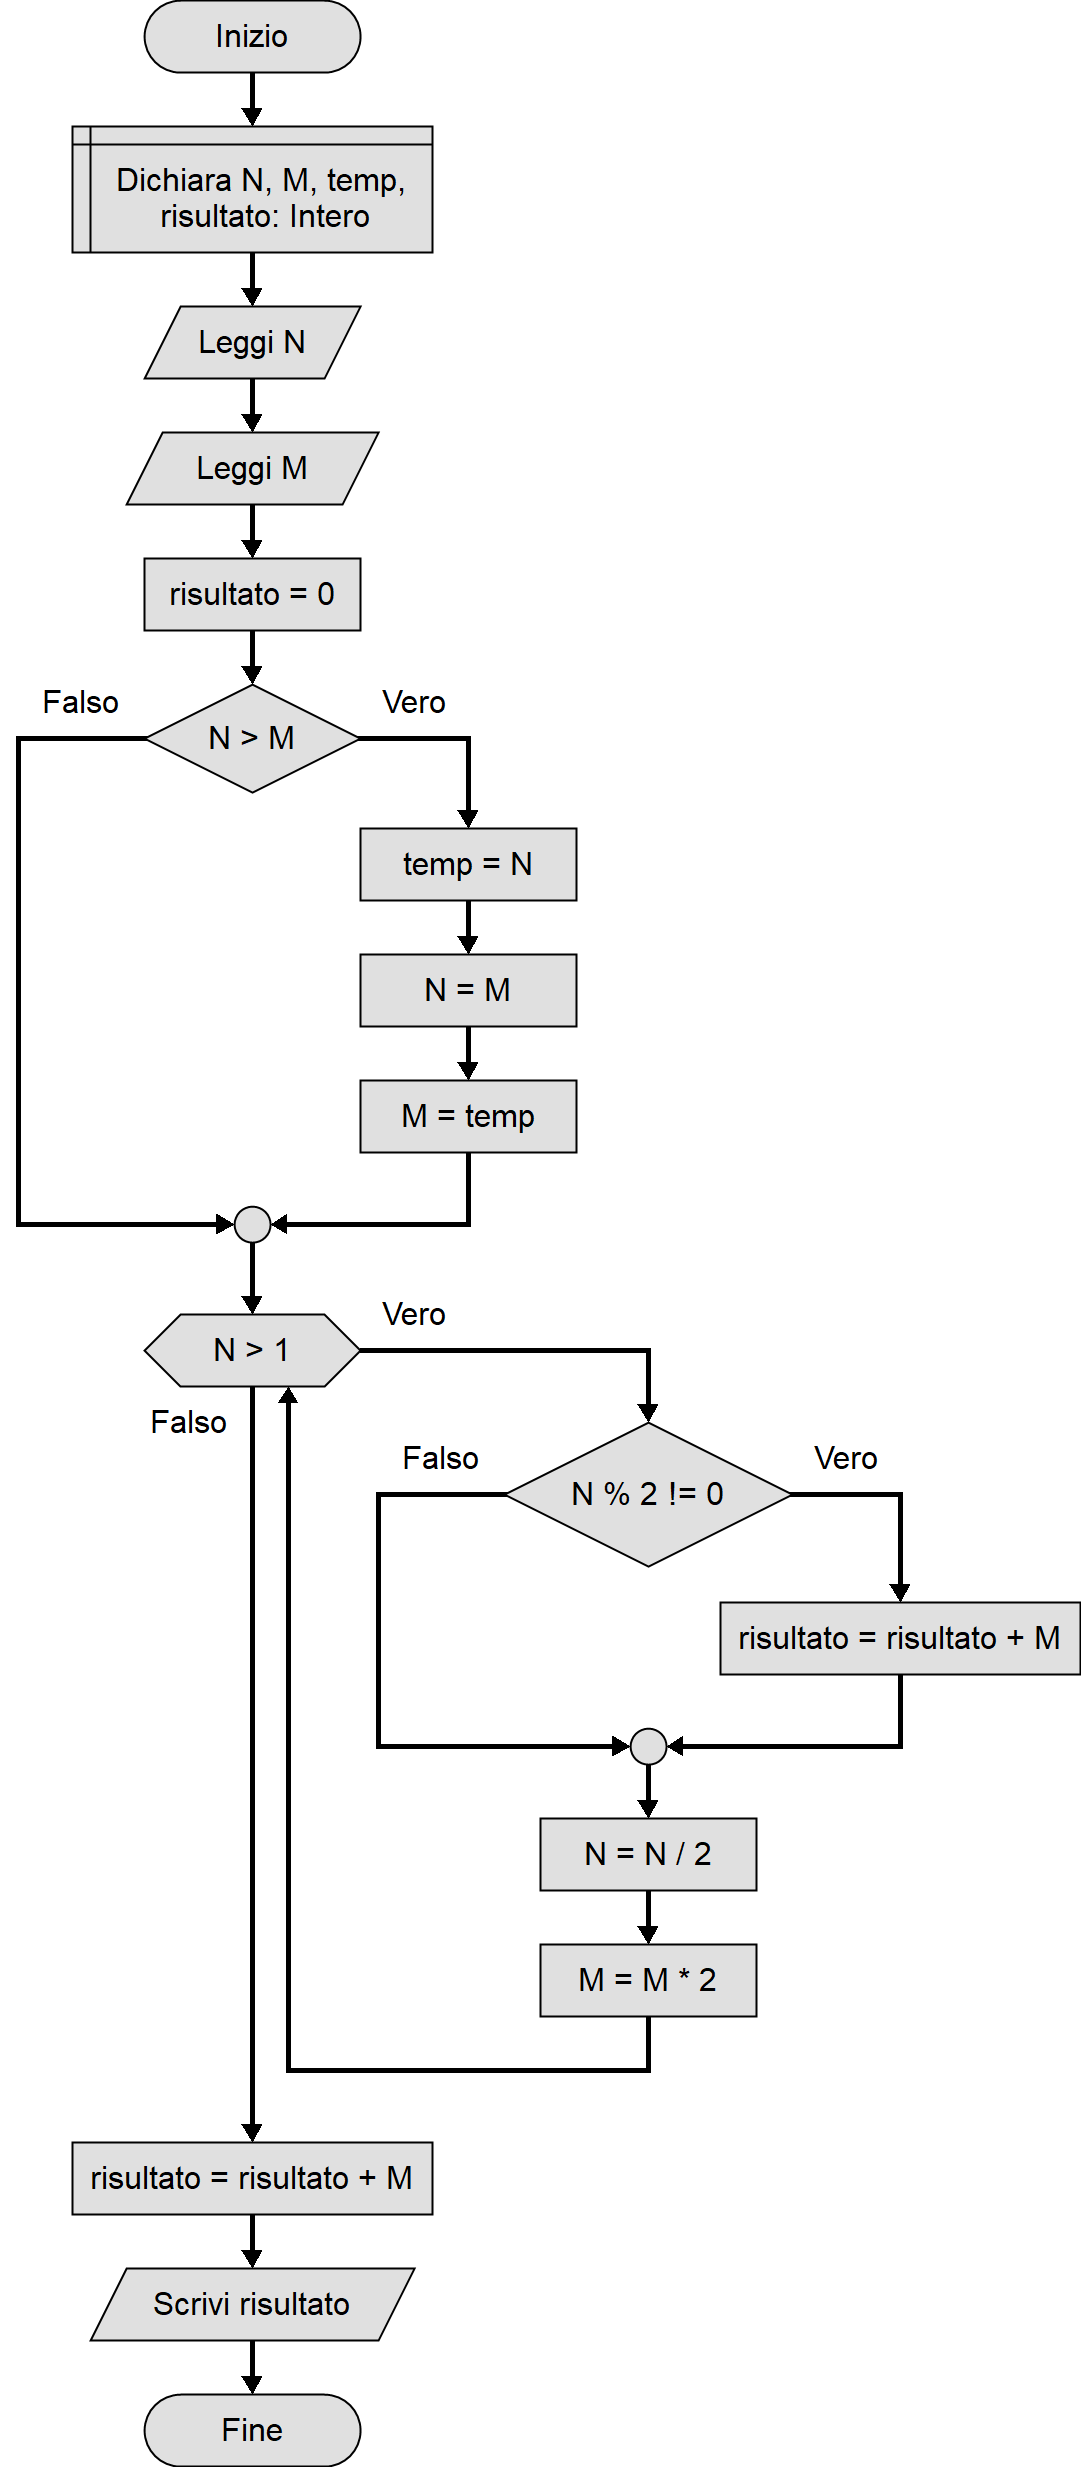 Inizio
Dichiara N, M, temp,
risultato: Intero
Leggi N
Leggi M
risultato = 0
Falso
Vero
N > M
temp = N
N = M
M = temp
Vero
N > 1
Falso
Falso
Vero
N % 2 != 0
risultato = risultato + M
N = N / 2
M = M * 2
risultato = risultato + M
Scrivi risultato
Fine